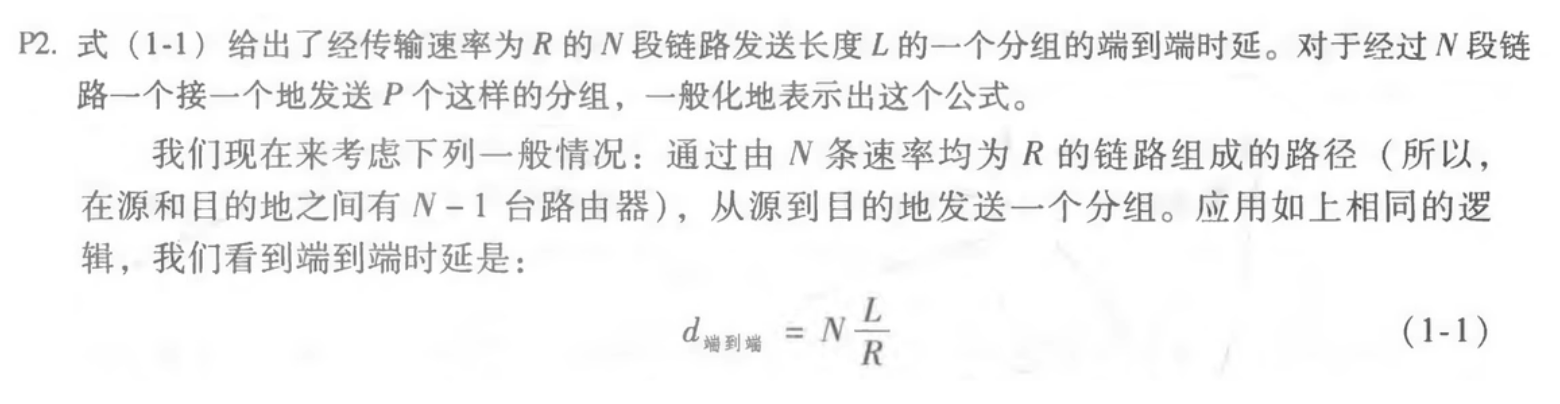 P2. 式（1-1）给出了经传输速率为 R 的 N 段链路发送长度 L 的一个分组的端到端时延。对于经过 N 段链
路一个接一个地发送 P 个这样的分组，一般化地表示出这个公式。
我们现在来考虑下列一般情况：通过由 N 条速率均为 R 的链路组成的路径（所以，
在源和目的地之间有 N－1 台路由器），从源到目的地发送一个分组。应用如上相同的逻
辑，我们看到端到端时延是：
d端到端 = N L/R （1-1）